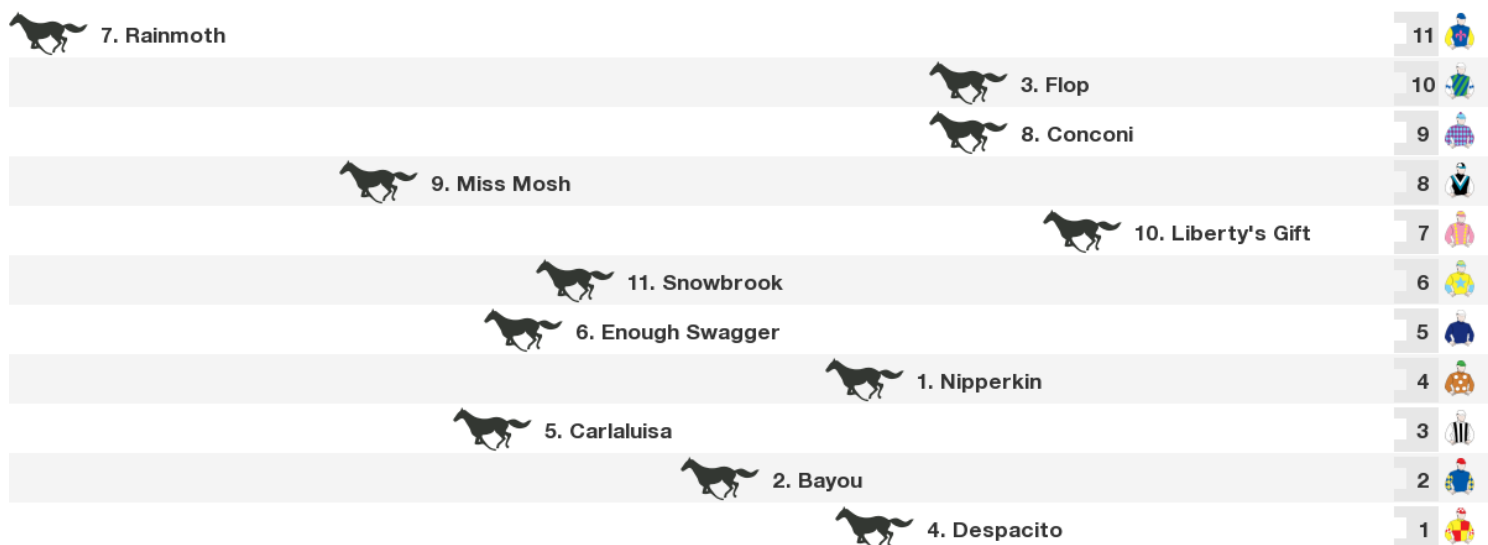 7. Rainmoth 11
3. Flop 10
8. Conconi 9
9. Miss Mosh 8
10. Liberty's Gift 7
11. Snowbrook 6
6. Enough Swagger 5
1. Nipperkin 4
5. Carlaluisa 3
2. Bayou 2
4. Despacito 1